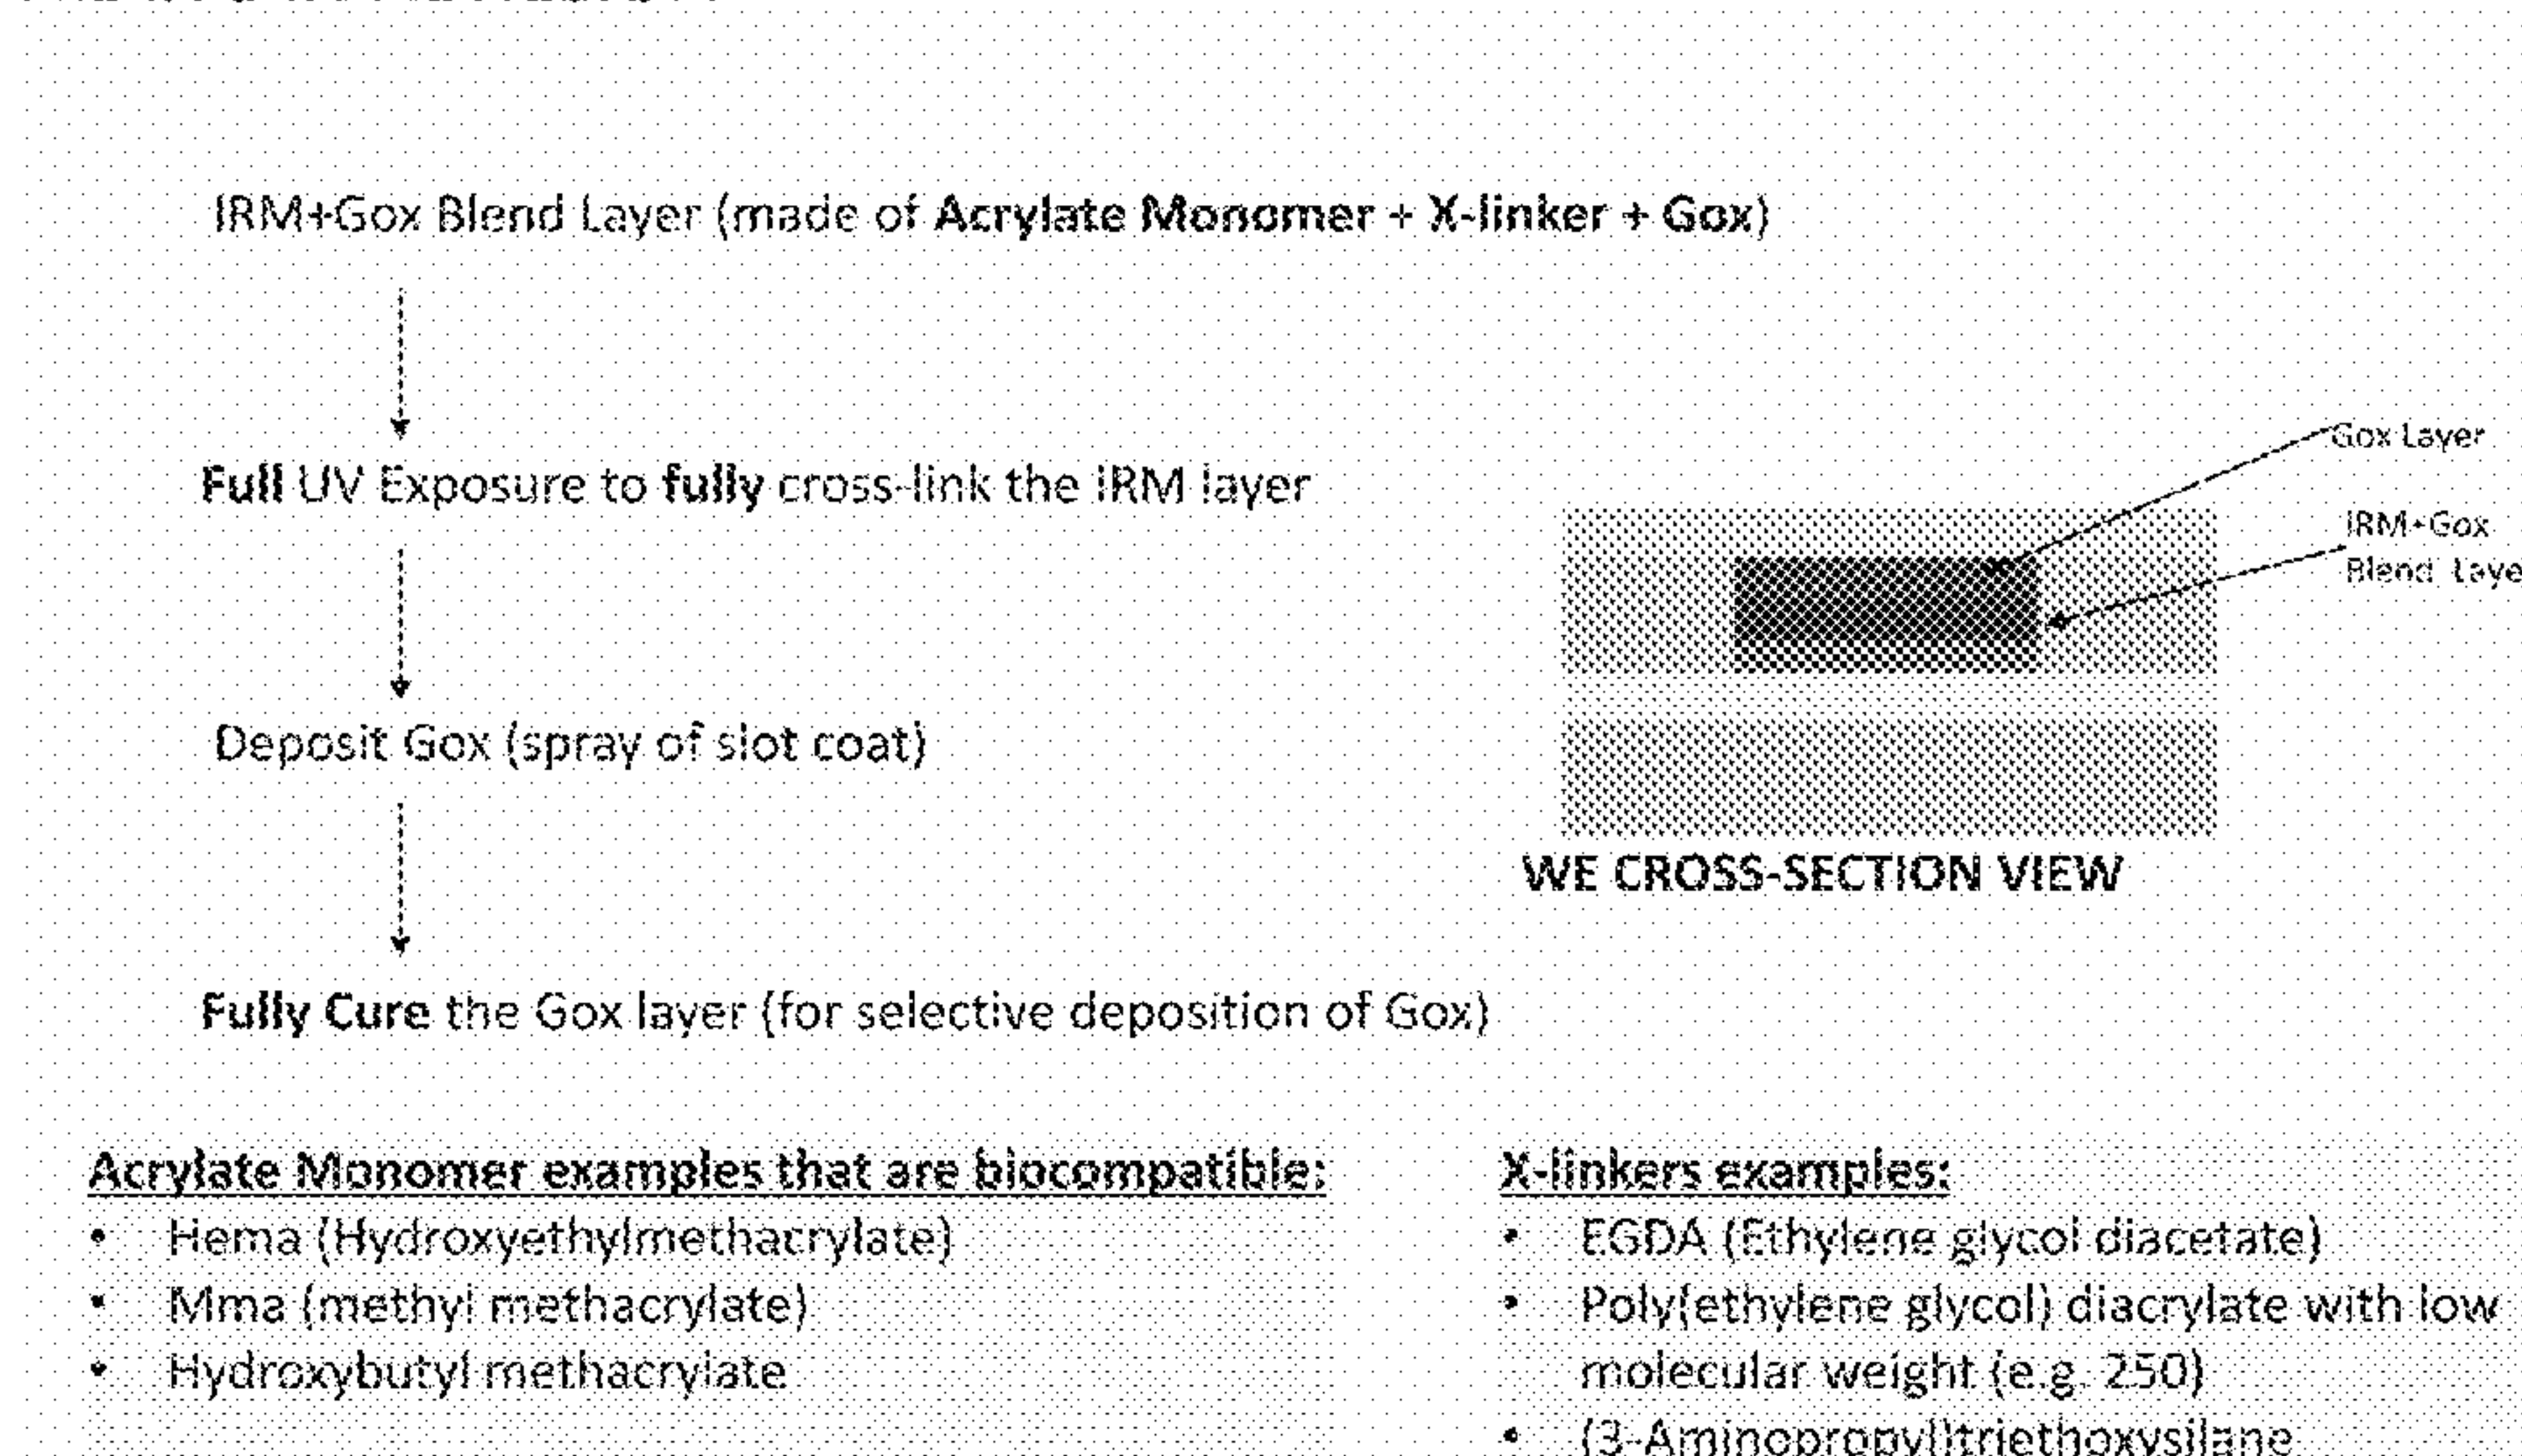 IRM+Gox Blend Layer (made of Acrylate Monomer + X-linker + Gox)
Full UV Exposure to fully cross-link the IRM layer
Gox Layer
IRM+Gox
Blend Laye
Deposit Gox (spray of slot coat)
WE CROSS-SECTION VIEW
Fully Cure the Gox layer (for selective deposition of Gox)
Acrylate Monomer examples that are biocompatible:
• Hema (Hydroxyethylmethacrylate)
• Mma (methyl methacrylate)
• Hydroxybutyl methacrylate
X-linkers examples:
• EGDA (Ethylene glycol diacetate)
• Poly(ethylene glycol) diacrylate with low
molecular weight (e.g. 250)
• (3-Aminopropyl)triethoxysilane